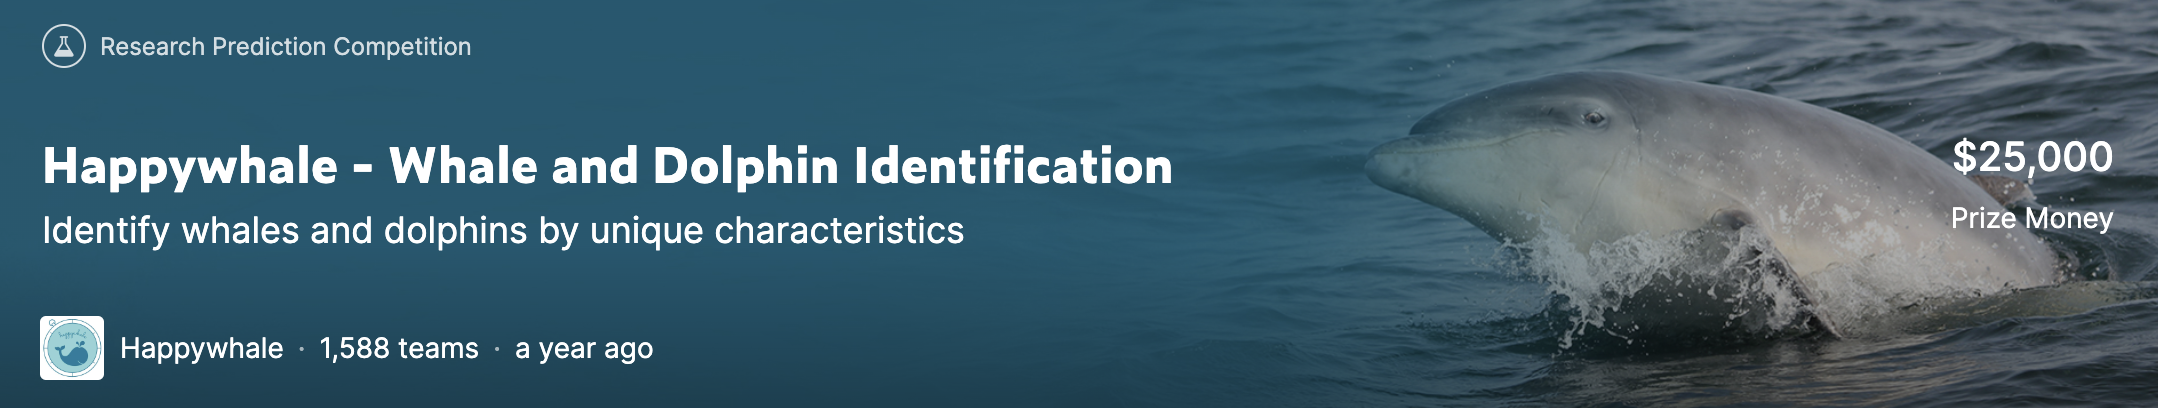 Research Prediction Competition
Happywhale - Whale and Dolphin Identification
Identify whales and dolphins by unique characteristics
$25,000
Prize Money
Happywhale · 1,588 teams · a year ago